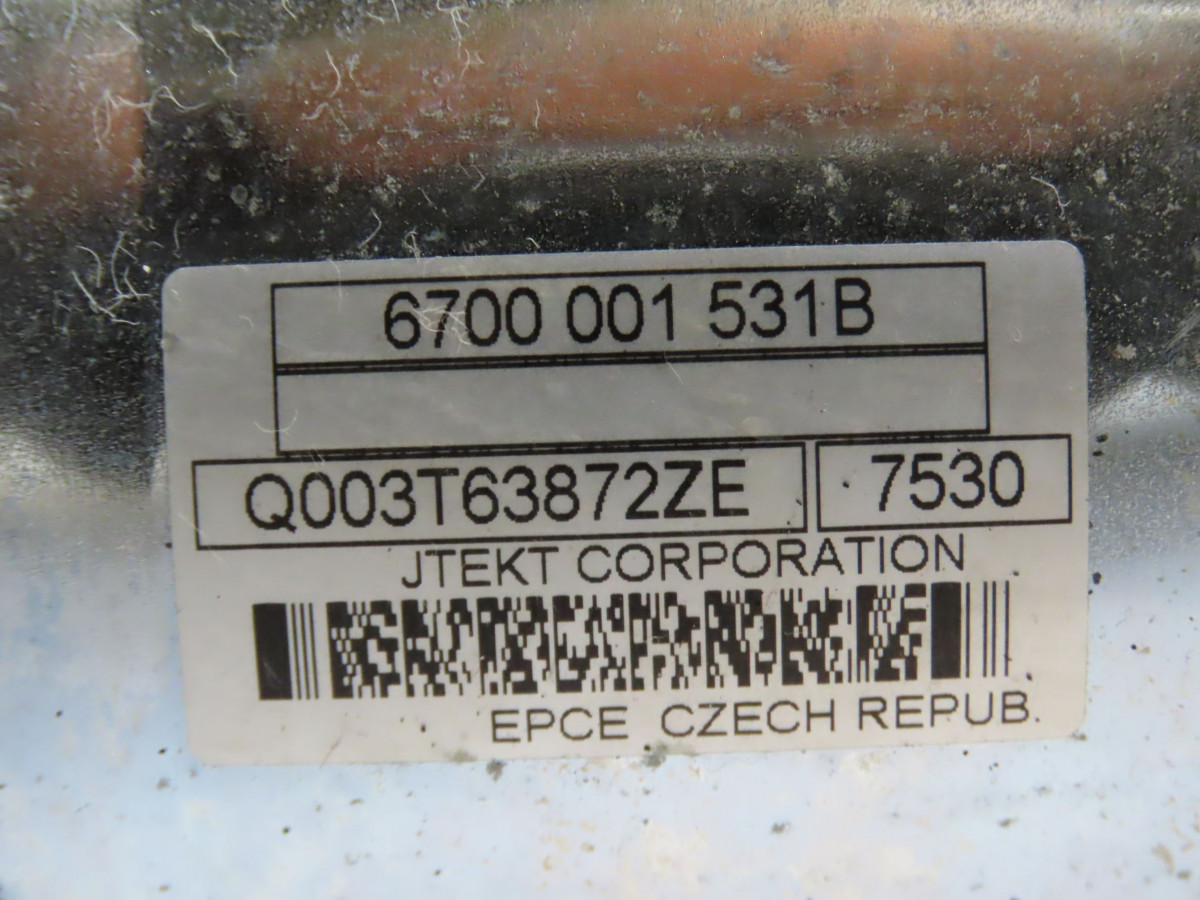 6700 001 531B
Q003T63872ZE 7530
JTEKT CORPORATION
EPCE CZECH REPUB.